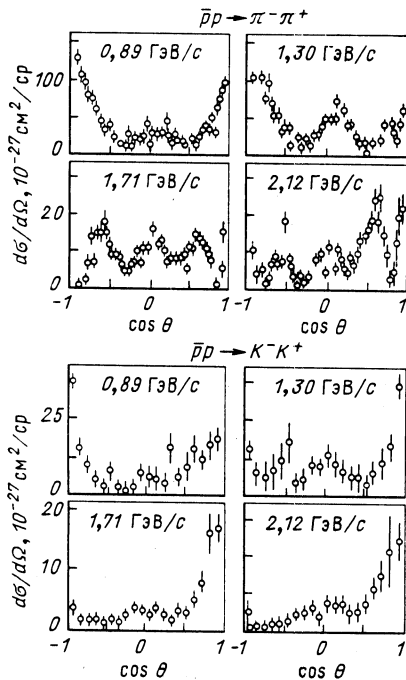 p̄p → π⁻π⁺
0,89 ГэВ/с
1,30 ГэВ/с
100
0
1,71 ГэВ/с
2,12 ГэВ/с
20
0
dσ/dΩ, 10⁻²⁷ см²/ср
-1 0 1 -1 0 1
cos θ cos θ
p̄p → K⁻K⁺
0,89 ГэВ/с
1,30 ГэВ/с
25
0
1,71 ГэВ/с
2,12 ГэВ/с
20
10
0
dσ/dΩ, 10⁻²⁷ см²/ср
-1 0 1 -1 0 1
cos θ cos θ